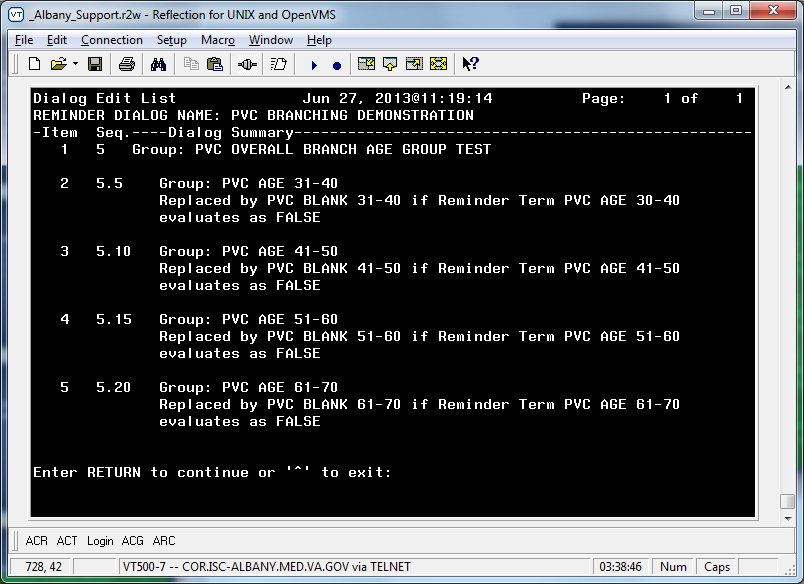 VT _Albany_Support.r2w - Reflection for UNIX and OpenVMS
File Edit Connection Setup Macro Window Help
Dialog Edit List Jun 27, 2013@11:19:14 Page: 1 of 1
REMINDER DIALOG NAME: PVC BRANCHING DEMONSTRATION
-Item Seq.----Dialog Summary---------------------------------------------------
1 5 Group: PVC OVERALL BRANCH AGE GROUP TEST
2 5.5 Group: PVC AGE 31-40
Replaced by PVC BLANK 31-40 if Reminder Term PVC AGE 30-40
evaluates as FALSE
3 5.10 Group: PVC AGE 41-50
Replaced by PVC BLANK 41-50 if Reminder Term PVC AGE 41-50
evaluates as FALSE
4 5.15 Group: PVC AGE 51-60
Replaced by PVC BLANK 51-60 if Reminder Term PVC AGE 51-60
evaluates as FALSE
5 5.20 Group: PVC AGE 61-70
Replaced by PVC BLANK 61-70 if Reminder Term PVC AGE 61-70
evaluates as FALSE
Enter RETURN to continue or '^' to exit:
ACR ACT Login ACG ARC
728, 42 VT500-7 -- COR.ISC-ALBANY.MED.VA.GOV via TELNET 03:38:46 Num Caps